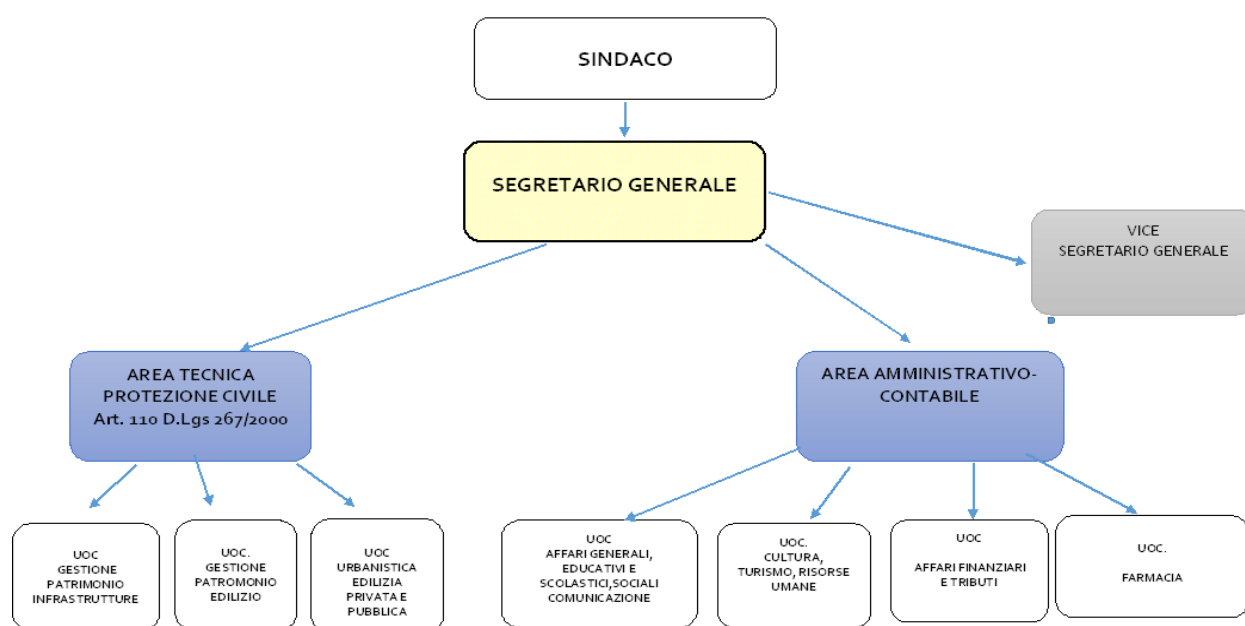 SINDACO
SEGRETARIO GENERALE
VICE
SEGRETARIO GENERALE
AREA TECNICA
PROTEZIONE CIVILE
Art. 110 D.Lgs 267/2000
AREA AMMINISTRATIVO-
CONTABILE
UOC
GESTIONE
PATRIMONIO
INFRASTRUTTURE
UOC.
GESTIONE
PATROMONIO
EDILIZIO
UOC
URBANISTICA
EDILIZIA
PRIVATA E
PUBBLICA
UOC
AFFARI GENERALI,
EDUCATIVI E
SCOLASTICI,SOCIALI
COMUNICAZIONE
UOC.
CULTURA,
TURISMO, RISORSE
UMANE
UOC
AFFARI FINANZIARI
E TRIBUTI
UOC.
FARMACIA